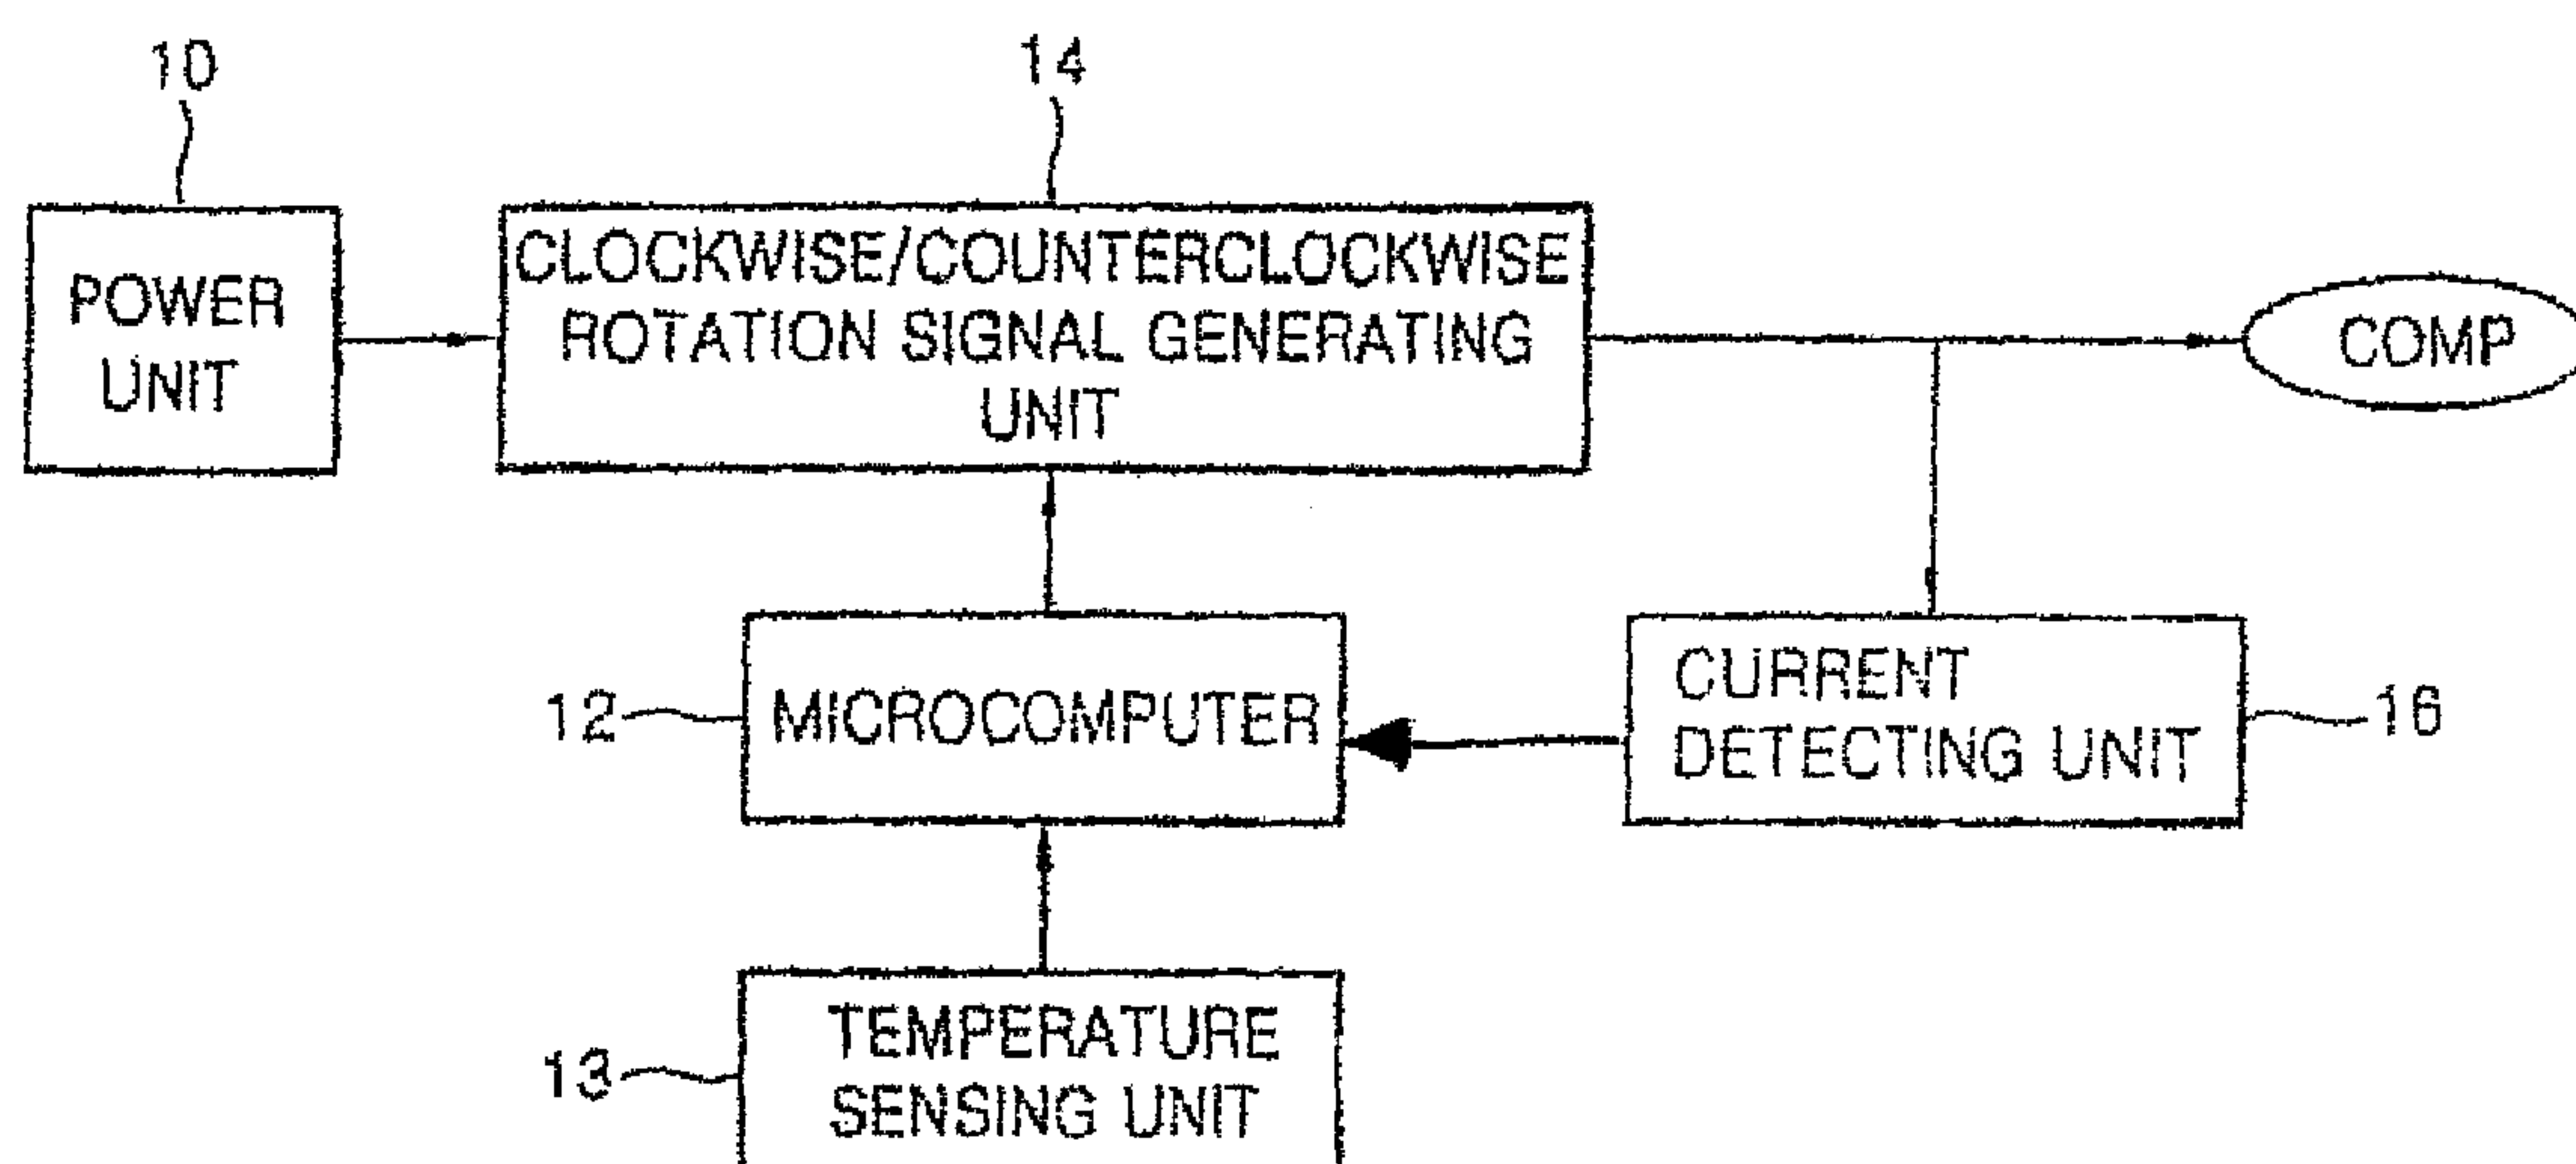 10
14
POWER
UNIT
CLOCKWISE/COUNTERCLOCKWISE
ROTATION SIGNAL GENERATING
UNIT
COMP
12
MICROCOMPUTER
CURRENT
DETECTING UNIT
16
13
TEMPERATURE
SENSING UNIT